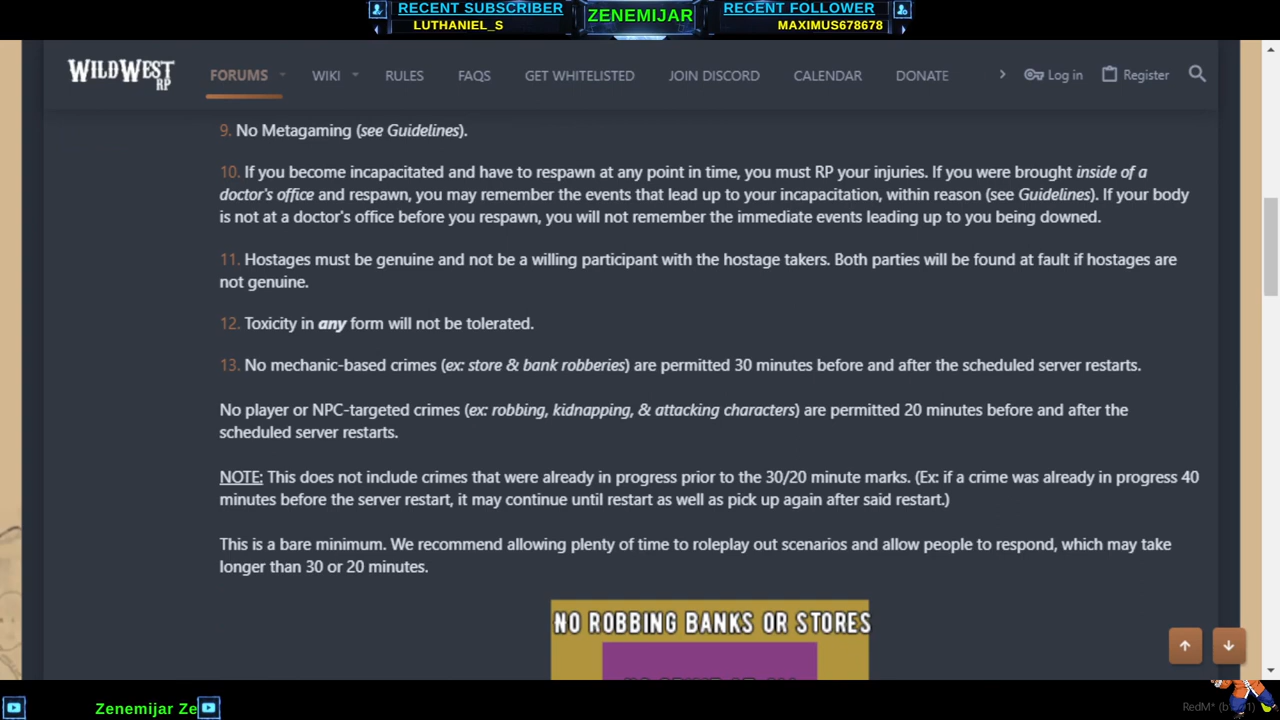 RECENT SUBSCRIBER
LUTHANIEL_S
ZENEMIJAR
RECENT FOLLOWER
MAXIMUS678678
WILD WEST RP
FORUMS WIKI RULES FAQS GET WHITELISTED JOIN DISCORD CALENDAR DONATE Log in Register
9. No Metagaming (see Guidelines).
10. If you become incapacitated and have to respawn at any point in time, you must RP your injuries. If you were brought inside of a
doctor's office and respawn, you may remember the events that lead up to your incapacitation, within reason (see Guidelines). If your body
is not at a doctor's office before you respawn, you will not remember the immediate events leading up to you being downed.
11. Hostages must be genuine and not be a willing participant with the hostage takers. Both parties will be found at fault if hostages are
not genuine.
12. Toxicity in any form will not be tolerated.
13. No mechanic-based crimes (ex: store & bank robberies) are permitted 30 minutes before and after the scheduled server restarts.
No player or NPC-targeted crimes (ex: robbing, kidnapping, & attacking characters) are permitted 20 minutes before and after the
scheduled server restarts.
NOTE: This does not include crimes that were already in progress prior to the 30/20 minute marks. (Ex: if a crime was already in progress 40
minutes before the server restart, it may continue until restart as well as pick up again after said restart.)
This is a bare minimum. We recommend allowing plenty of time to roleplay out scenarios and allow people to respond, which may take
longer than 30 or 20 minutes.
NO ROBBING BANKS OR STORES
Zenemijar Ze
RedM*